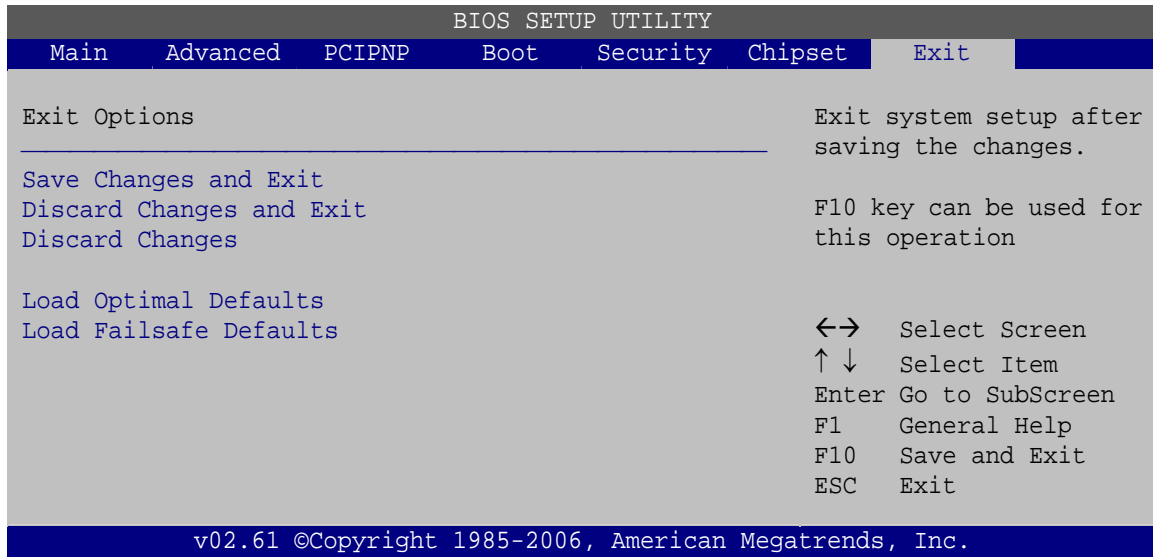 BIOS SETUP UTILITY
Main Advanced PCIPNP Boot Security Chipset Exit
Exit Options
Save Changes and Exit
Discard Changes and Exit
Discard Changes
Load Optimal Defaults
Load Failsafe Defaults
Exit system setup after
saving the changes.
F10 key can be used for
this operation
←→ Select Screen
↑ ↓ Select Item
Enter Go to SubScreen
F1 General Help
F10 Save and Exit
ESC Exit
v02.61 ©Copyright 1985-2006, American Megatrends, Inc.